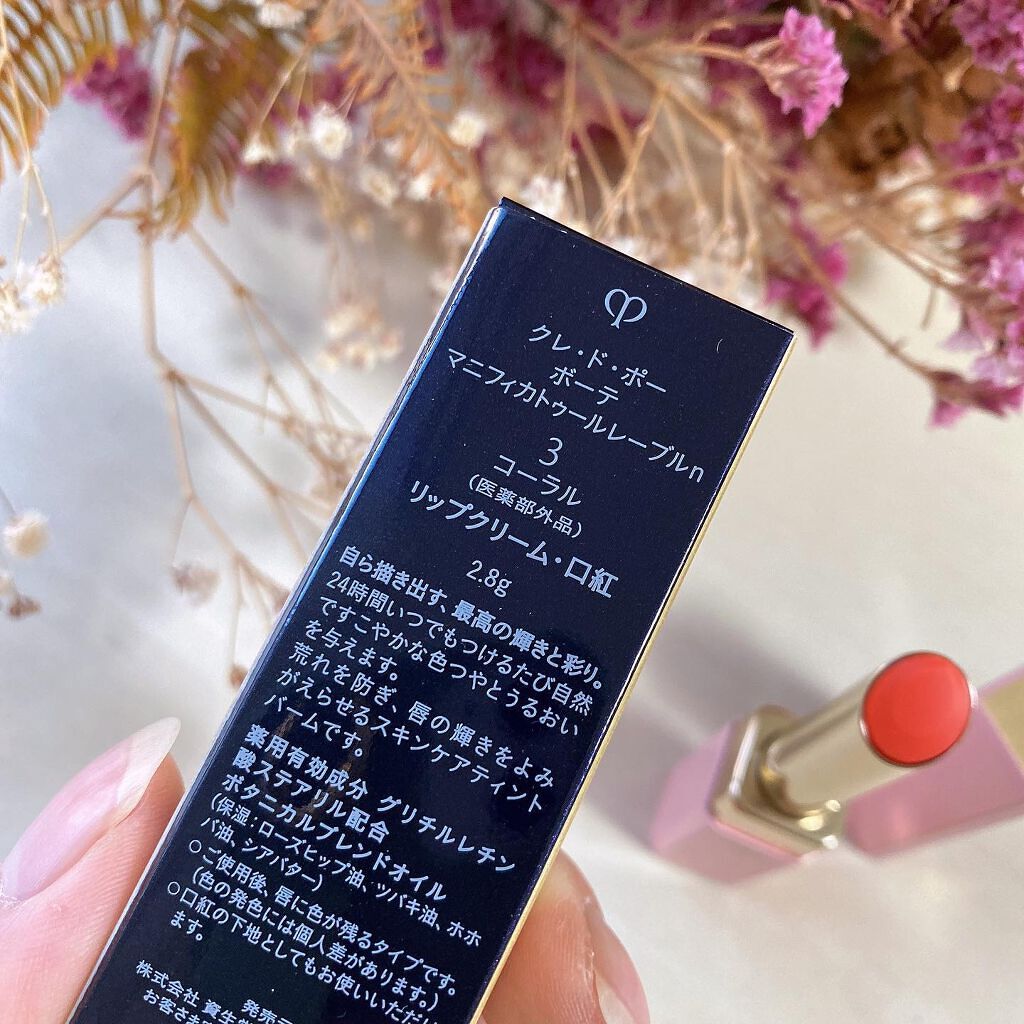 クレ・ド・ポー
ボーテ
マニフィカトゥールレーブルn
3
コーラル
(医薬部外品)
リップクリーム・口紅
2.8g
自ら描き出す、最高の輝きと彩り。
24時間いつでもつけるたび自然
ですこやかな色つやとうるおい
を与えます。
荒れを防ぎ、唇の輝きをよみ
がえらせるスキンケアティント
バームです。
薬用有効成分 グリチルレチン
酸ステアリル配合
ボタニカルブレンドオイル
(保湿:ローズヒップ油、ツバキ油、ホホ
バ油、シアバター)
○ご使用後、唇に色が残るタイプです。
(色の発色には個人差があります。)
○口紅の下地としてもお使いいただけ
ます。
発売元
株式会社 資生堂
お客さま